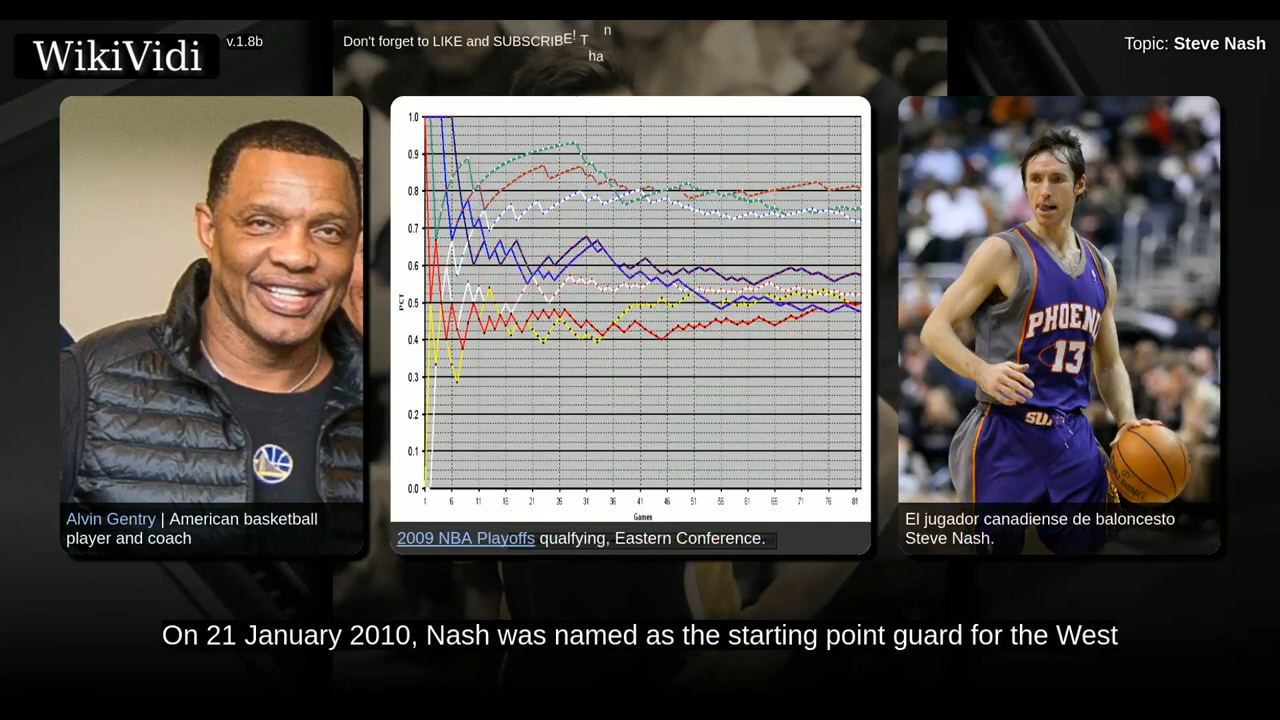 WikiVidi
v.1.8b
Don't forget to LIKE and SUBSCRIBE! Than
Topic: Steve Nash
1.0
0.9
0.8
0.7
0.6
0.5
0.4
0.3
0.2
0.1
0.0
PCT
1 6 11 16 21 26 31 36 41 46 51 56 61 66 71 76 81
Games
PHOENI
13
Alvin Gentry | American basketball
player and coach
2009 NBA Playoffs qualfying, Eastern Conference.
El jugador canadiense de baloncesto
Steve Nash.
On 21 January 2010, Nash was named as the starting point guard for the West